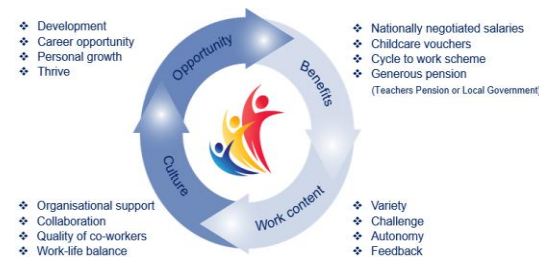 ❖ Development
❖ Career opportunity
❖ Personal growth
❖ Thrive
Opportunity
❖ Nationally negotiated salaries
❖ Childcare vouchers
❖ Cycle to work scheme
❖ Generous pension
(Teachers Pension or Local Government)
Benefits
Culture
Work content
❖ Organisational support
❖ Collaboration
❖ Quality of co-workers
❖ Work-life balance
❖ Variety
❖ Challenge
❖ Autonomy
❖ Feedback